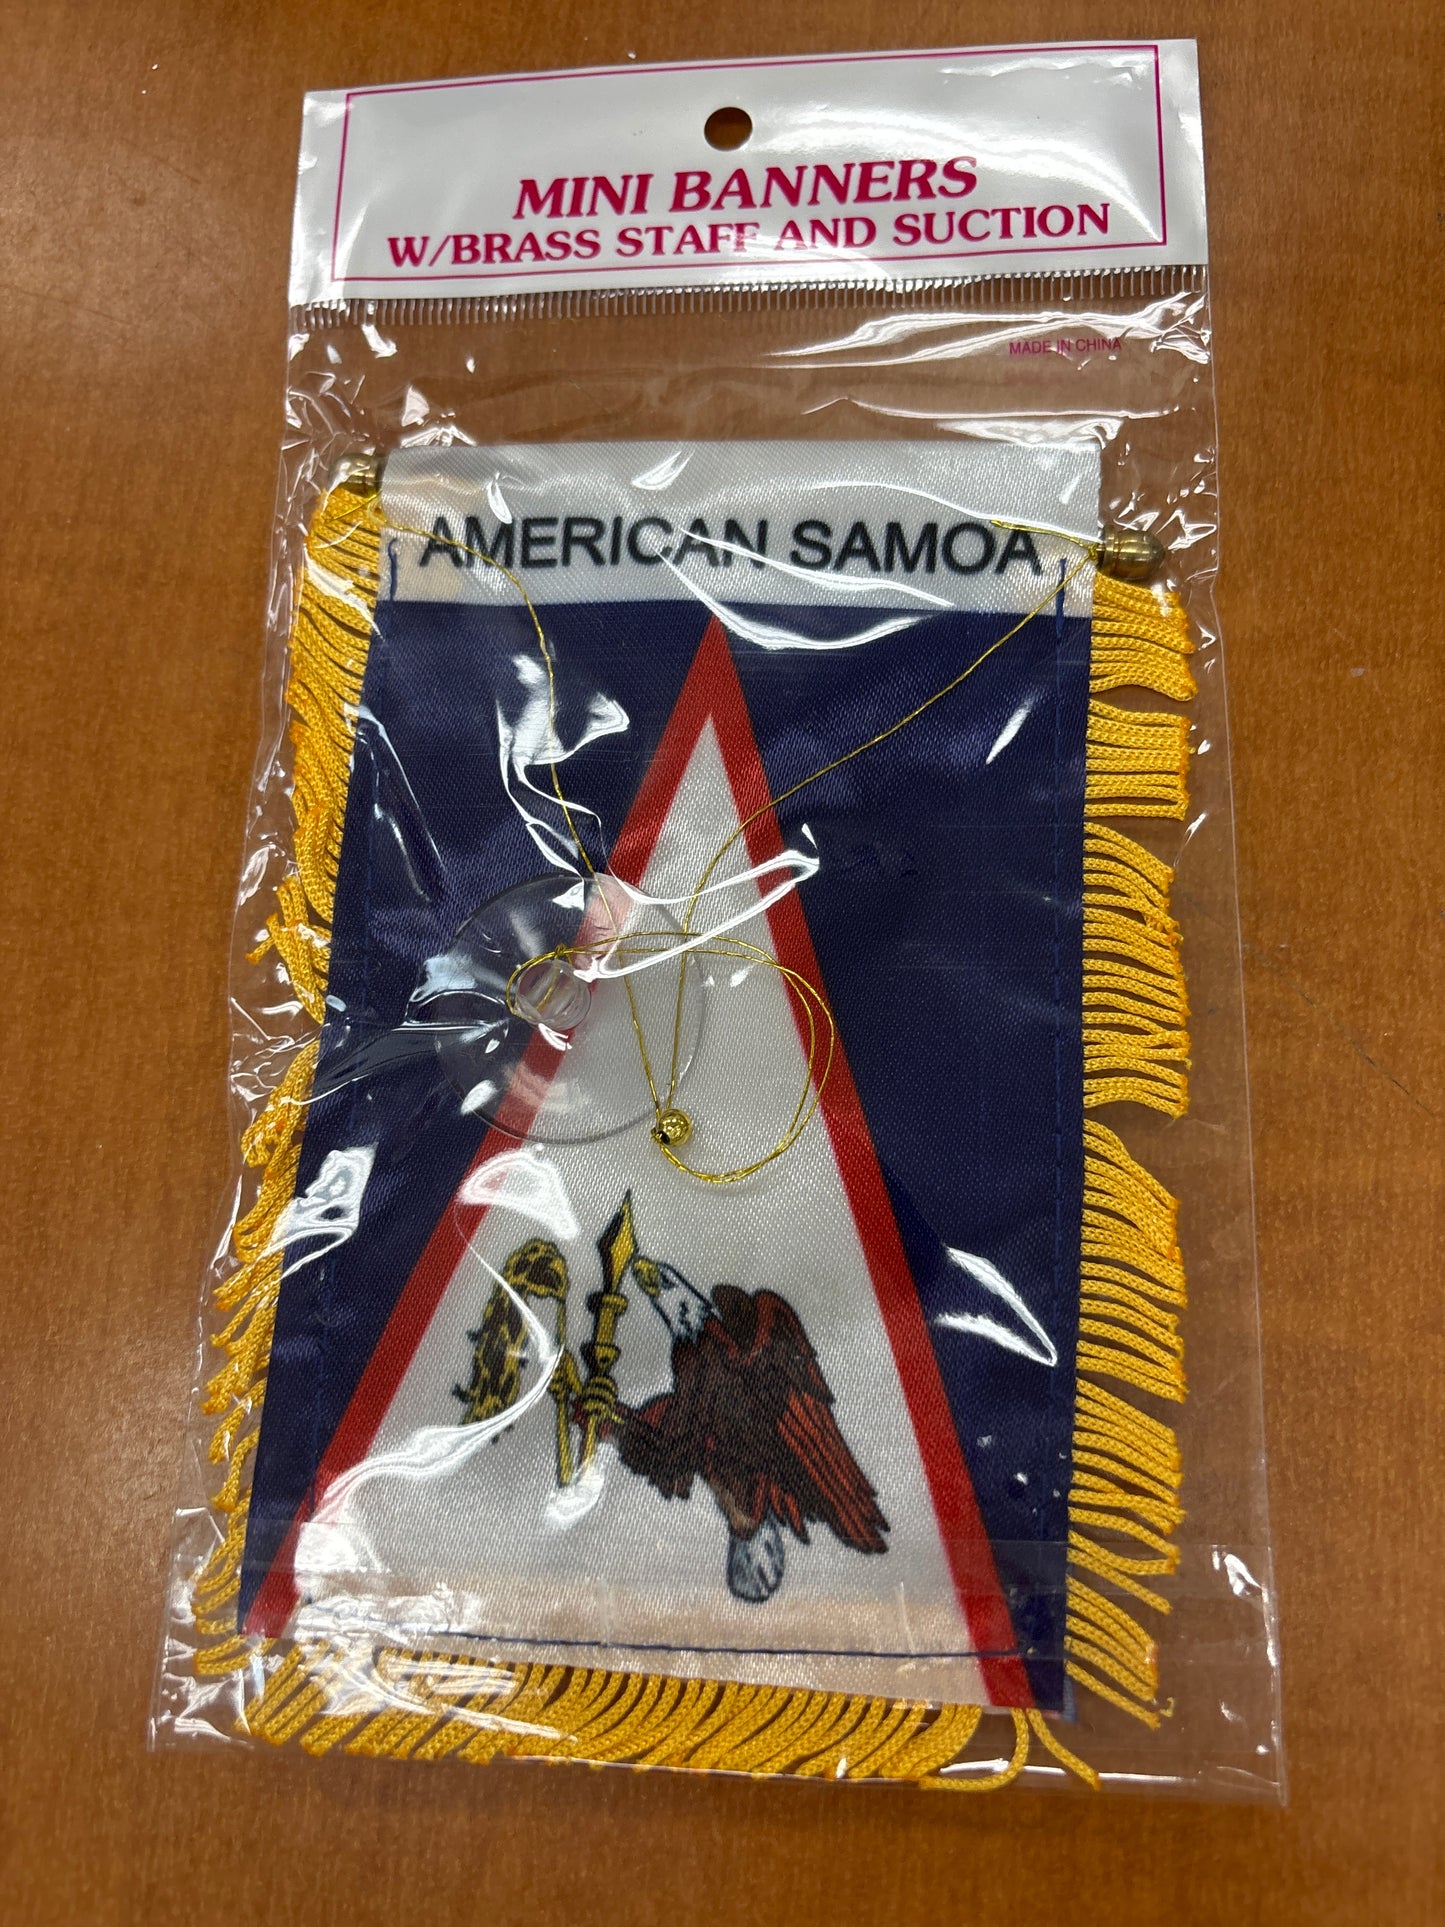 MINI BANNERS
W/BRASS STAFF AND SUCTION
MADE IN CHINA
AMERICAN SAMOA